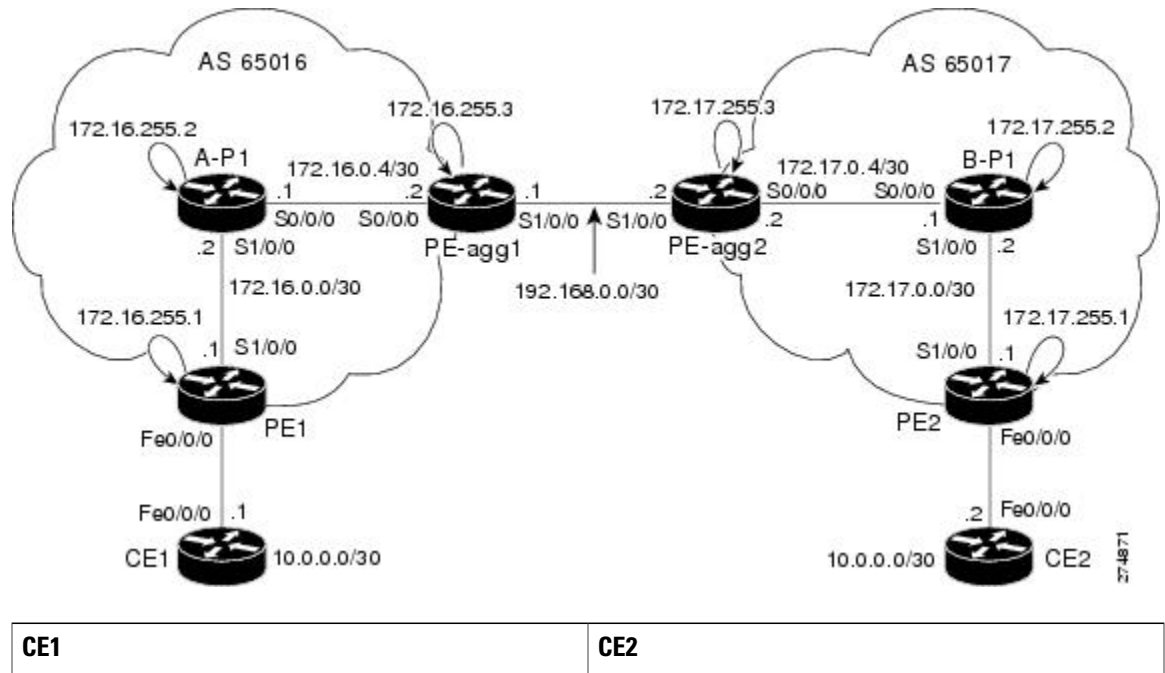 AS 65016
AS 65017
172.16.255.3
172.17.255.3
172.16.255.2
172.17.255.2
A-P1
172.16.0.4/30
172.17.0.4/30
B-P1
.1
.2
.1
.2
S0/0/0
S0/0/0
S0/0/0
S0/0/0
S1/0/0
S1/0/0
.2
.1
.2
S1/0/0
PE-agg1
PE-agg2
S1/0/0
.2
172.16.0.0/30
192.168.0.0/30
172.17.0.0/30
172.16.255.1
172.17.255.1
.1
S1/0/0
S1/0/0
.1
PE1
PE2
Fe0/0/0
Fe0/0/0
Fe0/0/0
.1
.2
Fe0/0/0
CE1
10.0.0.0/30
10.0.0.0/30
CE2
274871
CE1
CE2